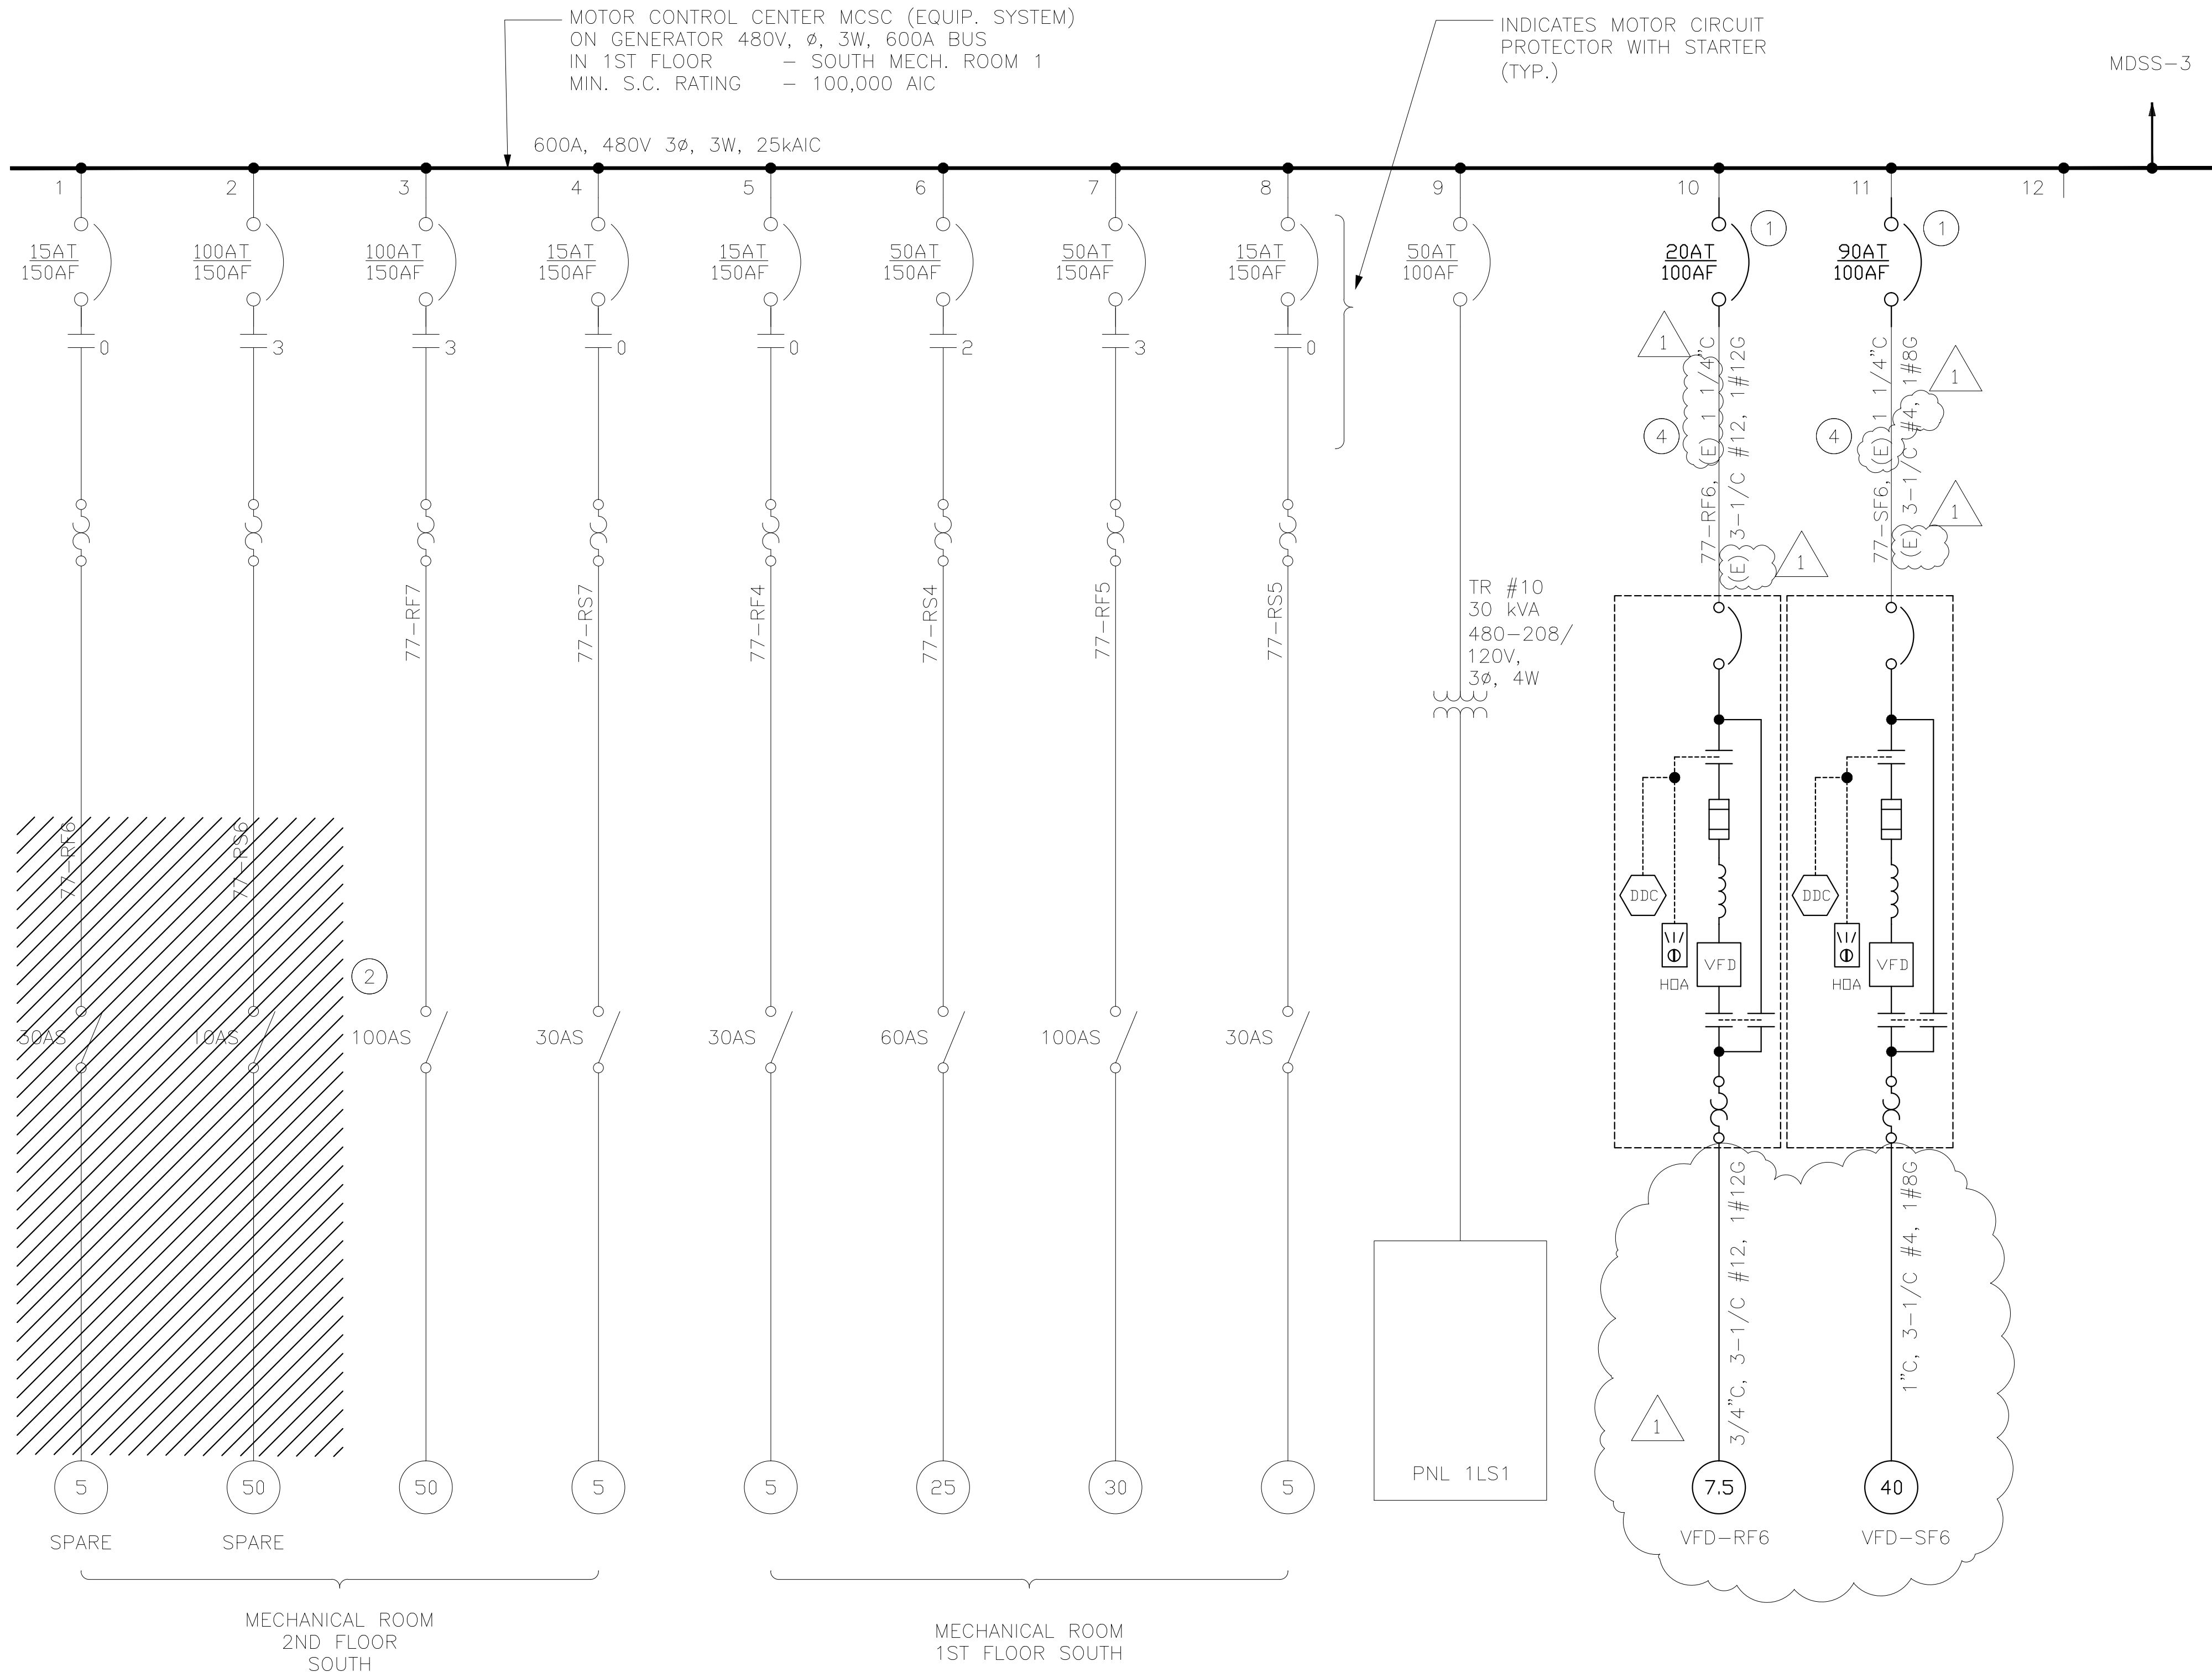 MOTOR CONTROL CENTER MCSC (EQUIP. SYSTEM)
ON GENERATOR 480V, ø, 3W, 600A BUS
IN 1ST FLOOR – SOUTH MECH. ROOM 1
MIN. S.C. RATING – 100,000 AIC
INDICATES MOTOR CIRCUIT
PROTECTOR WITH STARTER
(TYP.)
MDSS-3
600A, 480V 3ø, 3W, 25kAIC
1
2
3
4
5
6
7
8
9
10
11
12
15AT
150AF
100AT
150AF
100AT
150AF
15AT
150AF
15AT
150AF
50AT
150AF
50AT
150AF
15AT
150AF
50AT
100AF
20AT
100AF
1
90AT
100AF
1
0
3
3
0
0
2
3
0
1
4
77-RF6, (E) 1 1/4"C
(E) 3-1/C #12, 1#12G
1
1
4
77-SF6, (E) 1 1/4"C
(E) 3-1/C #4, 1#8G
1
1
77-RF7
77-RS7
77-RF4
77-RS4
77-RF5
77-RS5
TR #10
30 kVA
480-208/
120V,
3ø, 4W
77-RF6
77-RS6
2
DDC
HOA
VFD
DDC
HOA
VFD
30AS
10AS
100AS
30AS
30AS
60AS
100AS
30AS
3/4"C, 3-1/C #12, 1#12G
1"C, 3-1/C #4, 1#8G
1
5
50
50
5
5
25
30
5
PNL 1LS1
7.5
40
SPARE
SPARE
VFD-RF6
VFD-SF6
MECHANICAL ROOM
2ND FLOOR
SOUTH
MECHANICAL ROOM
1ST FLOOR SOUTH